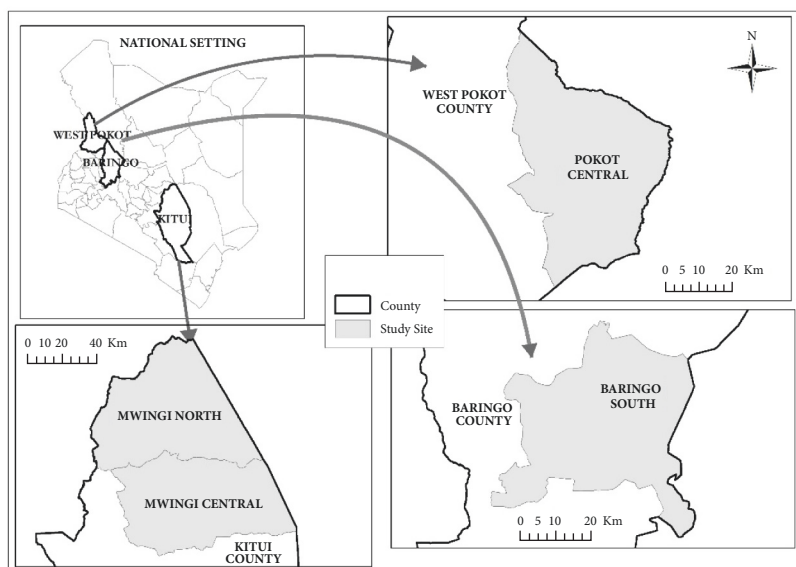 NATIONAL SETTING
WEST POKOT
BARINGO
KITUI
N
WEST POKOT
COUNTY
POKOT
CENTRAL
0 5 10 20 Km
County
Study Site
0 10 20 40 Km
MWINGI NORTH
MWINGI CENTRAL
KITUI
COUNTY
BARINGO
COUNTY
BARINGO
SOUTH
0 5 10 20 Km